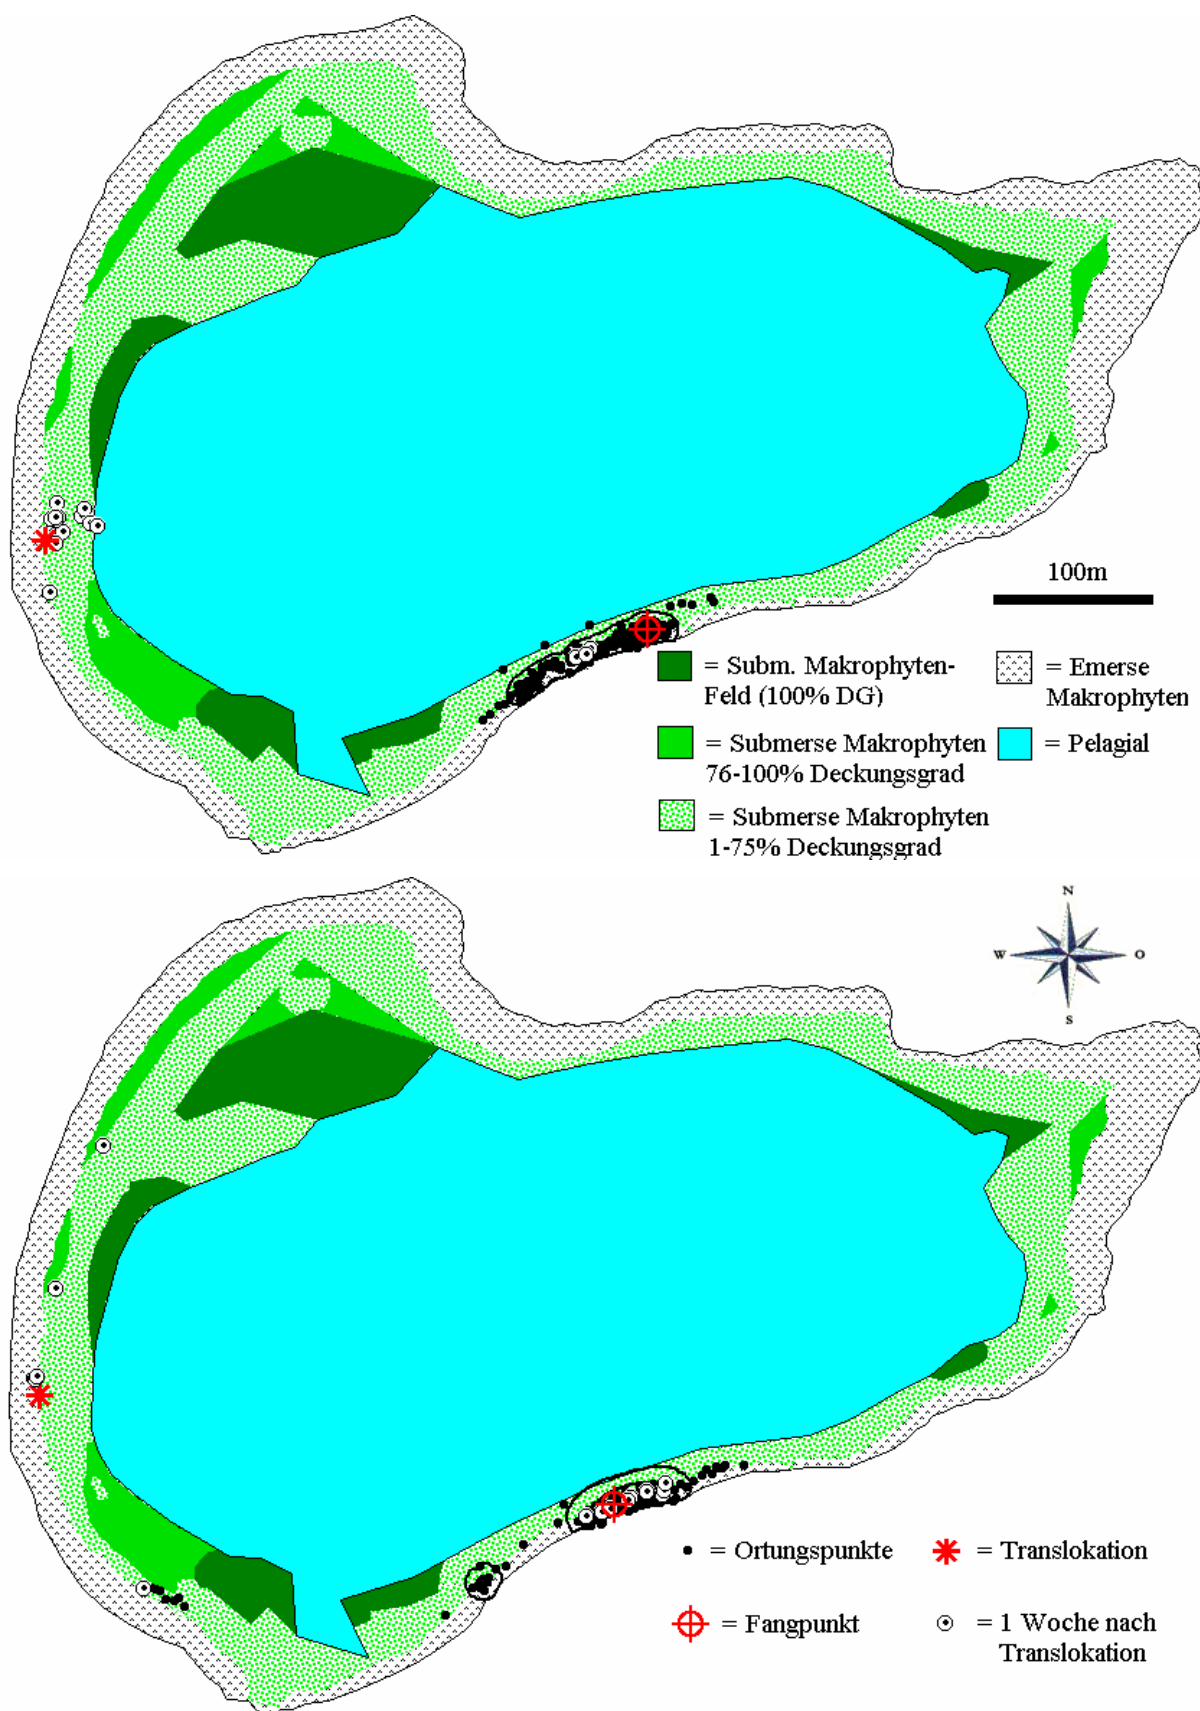 100m
= Subm. Makrophyten-
Feld (100% DG)
= Emerse
Makrophyten
= Submerse Makrophyten
76-100% Deckungsgrad
= Pelagial
= Submerse Makrophyten
1-75% Deckungsgrad
N
W
O
S
= Ortungspunkte
= Translokation
= Fangpunkt
= 1 Woche nach
Translokation